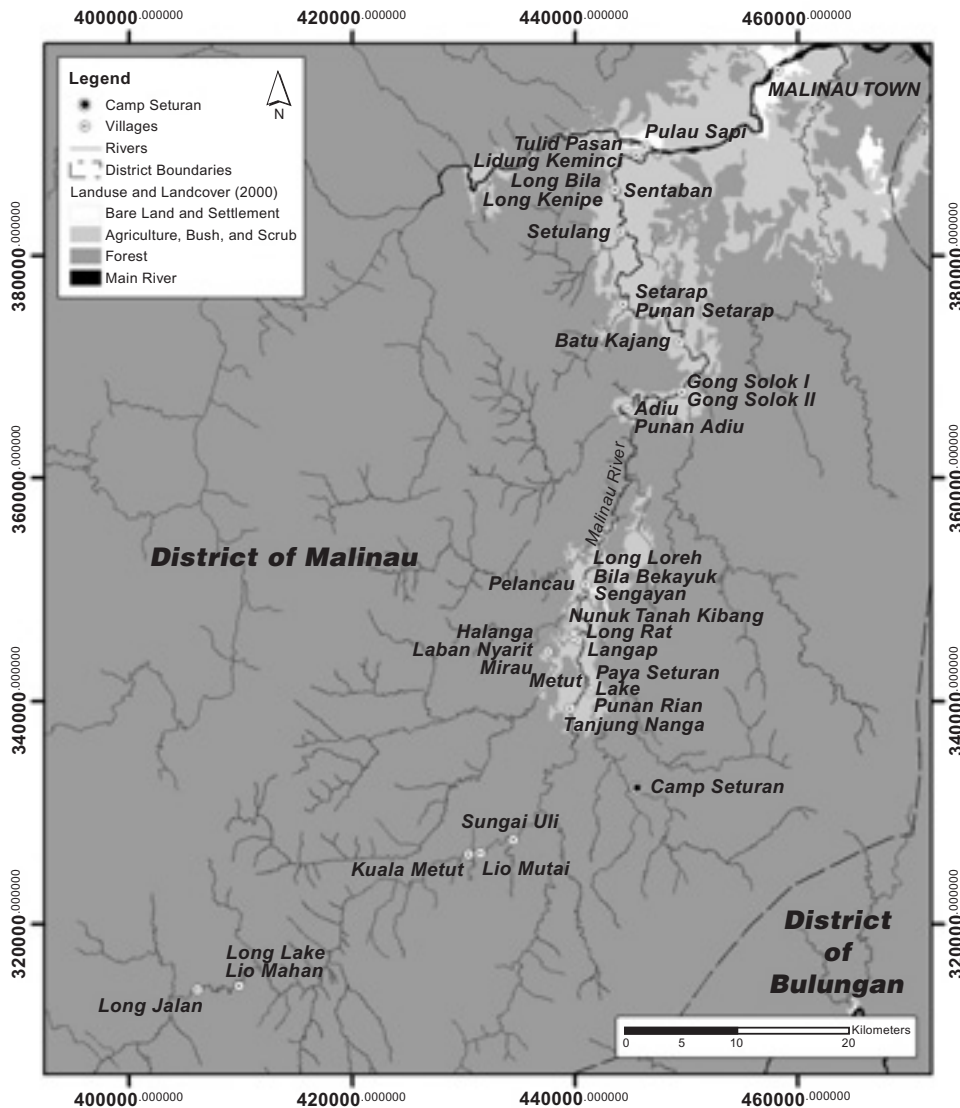 400000.000000 420000.000000 440000.000000 460000.000000
Legend
Camp Seturan
Villages
Rivers
District Boundaries
Landuse and Landcover (2000)
Bare Land and Settlement
Agriculture, Bush, and Scrub
Forest
Main River
N
MALINAU TOWN
Pulau Sapi
Tulid Pasan
Lidung Keminci
Long Bila
Long Kenipe
Sentaban
Setulang
Setarap
Punan Setarap
Batu Kajang
Gong Solok I
Gong Solok II
Adiu
Punan Adiu
Malinau River
District of Malinau
Long Loreh
Pelancau
Bila Bekayuk
Sengayan
Nunuk Tanah Kibang
Halanga
Long Rat
Laban Nyarit
Langap
Mirau
Metut
Paya Seturan
Lake
Punan Rian
Tanjung Nanga
Camp Seturan
Sungai Uli
Kuala Metut
Lio Mutai
Long Lake
Lio Mahan
Long Jalan
District
of
Bulungan
Kilometers
0 5 10 20
380000.000000
360000.000000
340000.000000
320000.000000
380000.000000
360000.000000
340000.000000
320000.000000
400000.000000 420000.000000 440000.000000 460000.000000